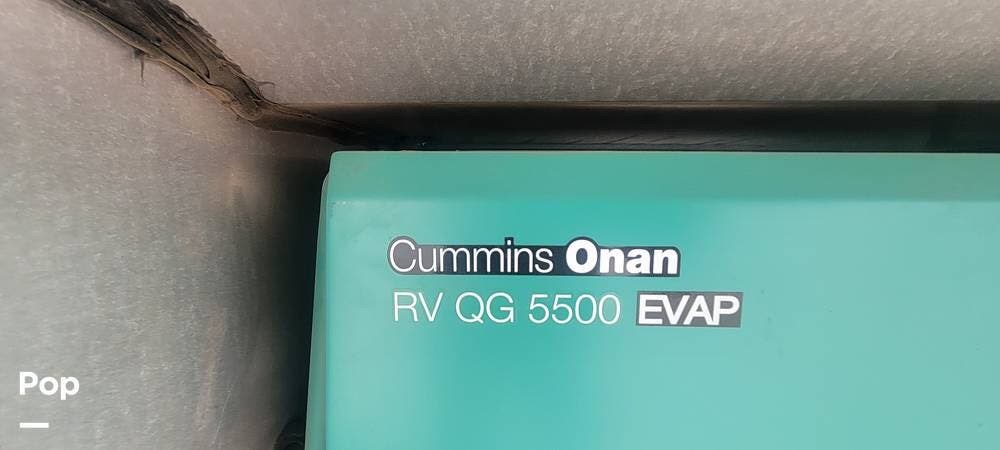 Cummins Onan
RV QG 5500 EVAP
Pop